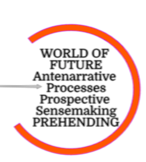 WORLD OF
FUTURE
Antenarrative
Processes
Prospective
Sensemaking
PREHENDING